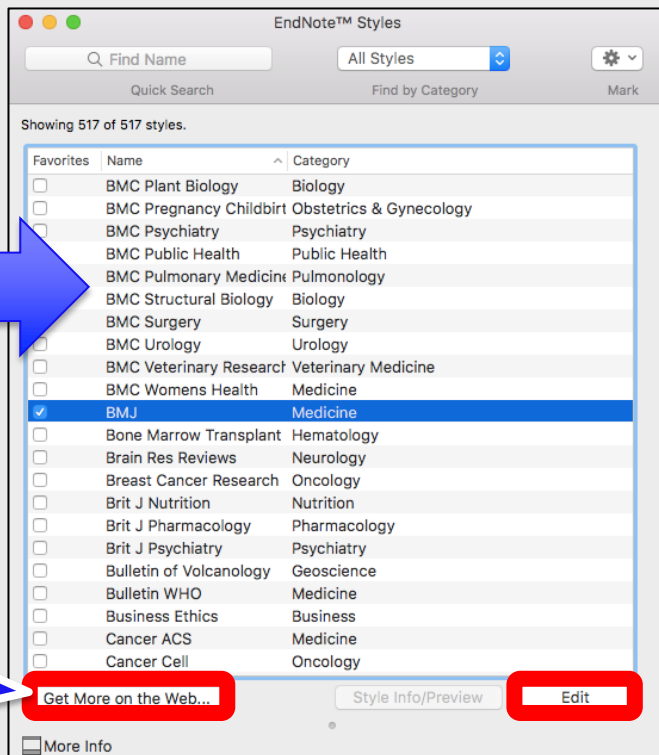 EndNote™ Styles
Find Name
All Styles
Quick Search Find by Category Mark
Showing 517 of 517 styles.
Favorites Name Category
BMC Plant Biology Biology
BMC Pregnancy Childbirt Obstetrics & Gynecology
BMC Psychiatry Psychiatry
BMC Public Health Public Health
BMC Pulmonary Medicine Pulmonology
BMC Structural Biology Biology
BMC Surgery Surgery
BMC Urology Urology
BMC Veterinary Research Veterinary Medicine
BMC Womens Health Medicine
BMJ Medicine
Bone Marrow Transplant Hematology
Brain Res Reviews Neurology
Breast Cancer Research Oncology
Brit J Nutrition Nutrition
Brit J Pharmacology Pharmacology
Brit J Psychiatry Psychiatry
Bulletin of Volcanology Geoscience
Bulletin WHO Medicine
Business Ethics Business
Cancer ACS Medicine
Cancer Cell Oncology
Get More on the Web... Style Info/Preview Edit
More Info